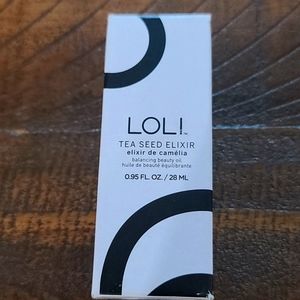 LOLI™
TEA SEED ELIXIR
elixir de camélia
balancing beauty oil
huile de beauté équilibrante
0.95 FL. OZ. / 28 ML